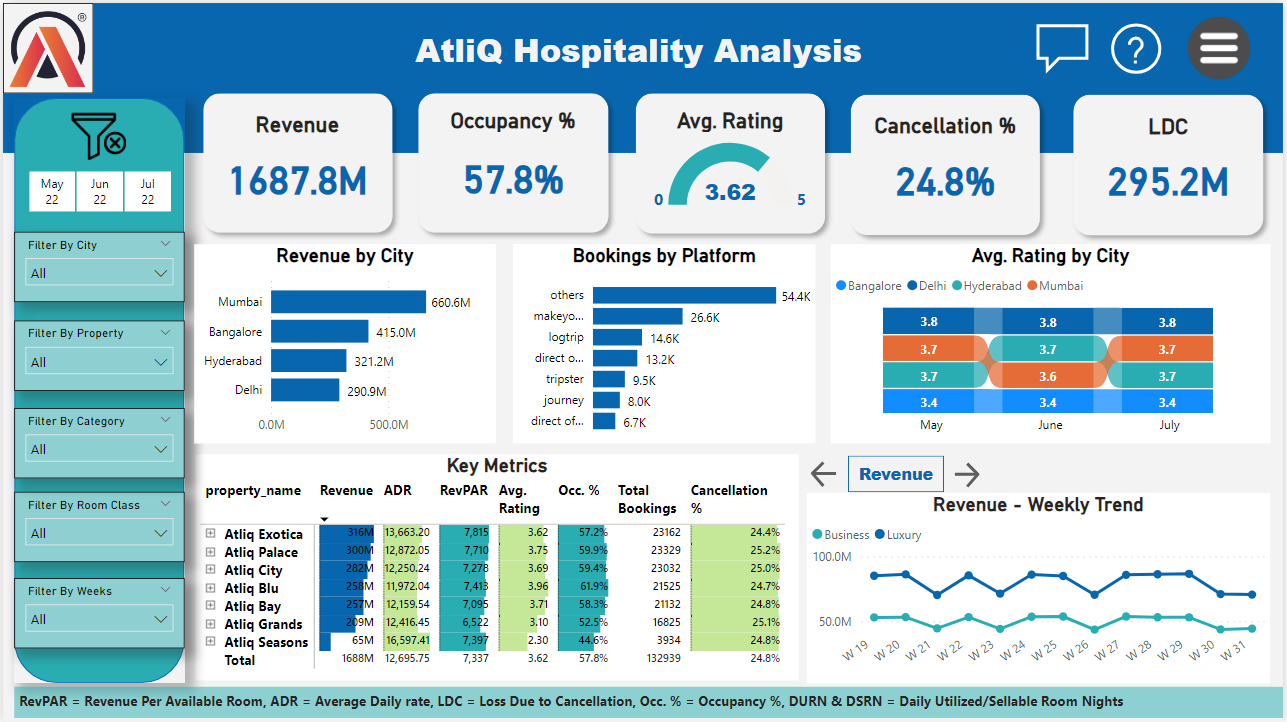 AtliQ Hospitality Analysis
®
?
May 22
Jun 22
Jul 22
Filter By City
All
Filter By Property
All
Filter By Category
All
Filter By Room Class
All
Filter By Weeks
All
Revenue
1687.8M
Occupancy %
57.8%
Avg. Rating
0
3.62
5
Cancellation %
24.8%
LDC
295.2M
Revenue by City
Mumbai 660.6M
Bangalore 415.0M
Hyderabad 321.2M
Delhi 290.9M
0.0M 500.0M
Bookings by Platform
others 54.4K
makeyo... 26.6K
logtrip 14.6K
direct o... 13.2K
tripster 9.5K
journey 8.0K
direct of... 6.7K
Avg. Rating by City
Bangalore Delhi Hyderabad Mumbai
3.8 3.8 3.8
3.7 3.7 3.7
3.7 3.6 3.7
3.4 3.4 3.4
May June July
Key Metrics
property_name Revenue ADR RevPAR Avg. Rating Occ. % Total Bookings Cancellation %
Atliq Exotica 316M 13,663.20 7,815 3.62 57.2% 23162 24.4%
Atliq Palace 300M 12,872.05 7,710 3.75 59.9% 23329 25.2%
Atliq City 282M 12,250.24 7,278 3.69 59.4% 23032 25.0%
Atliq Blu 258M 11,972.04 7,413 3.96 61.9% 21525 24.7%
Atliq Bay 257M 12,159.54 7,095 3.71 58.3% 21132 24.8%
Atliq Grands 209M 12,416.45 6,522 3.10 52.5% 16825 25.1%
Atliq Seasons 65M 16,597.41 7,397 2.30 44.6% 3934 24.8%
Total 1688M 12,695.75 7,337 3.62 57.8% 132939 24.8%
Revenue
Revenue - Weekly Trend
Business Luxury
100.0M
50.0M
W 19 W 20 W 21 W 22 W 23 W 24 W 25 W 26 W 27 W 28 W 29 W 30 W 31
RevPAR = Revenue Per Available Room, ADR = Average Daily rate, LDC = Loss Due to Cancellation, Occ. % = Occupancy %, DURN & DSRN = Daily Utilized/Sellable Room Nights